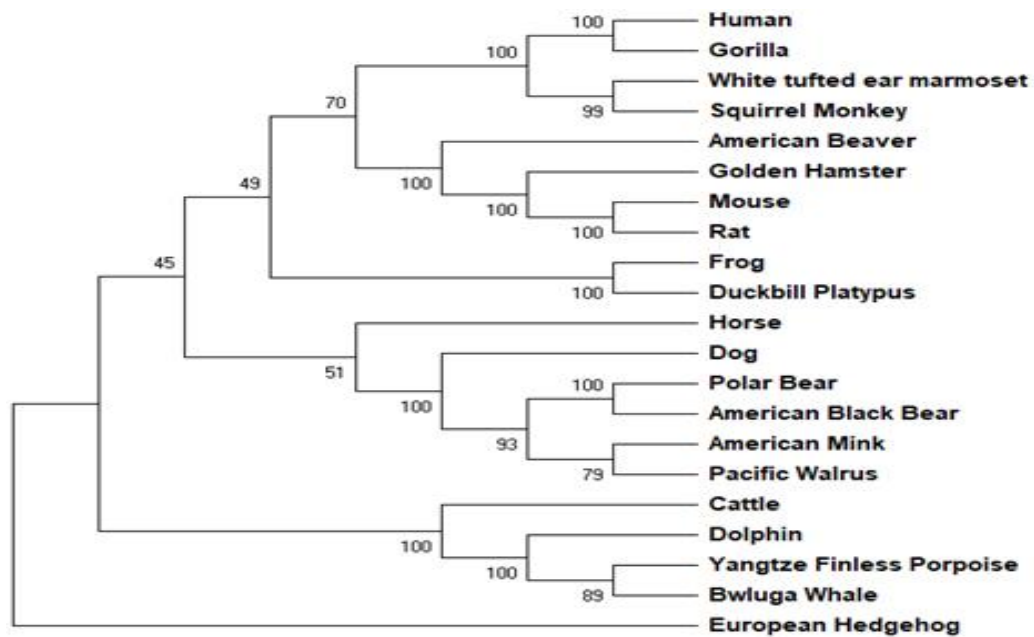 100 Human
100 Gorilla
White tufted ear marmoset
70 99 Squirrel Monkey
American Beaver
49 100 Golden Hamster
100 Mouse
100 Rat
45 Frog
100 Duckbill Platypus
Horse
51 Dog
100 100 Polar Bear
American Black Bear
93 American Mink
79 Pacific Walrus
Cattle
100 Dolphin
100 Yangtze Finless Porpoise
89 Bwluga Whale
European Hedgehog